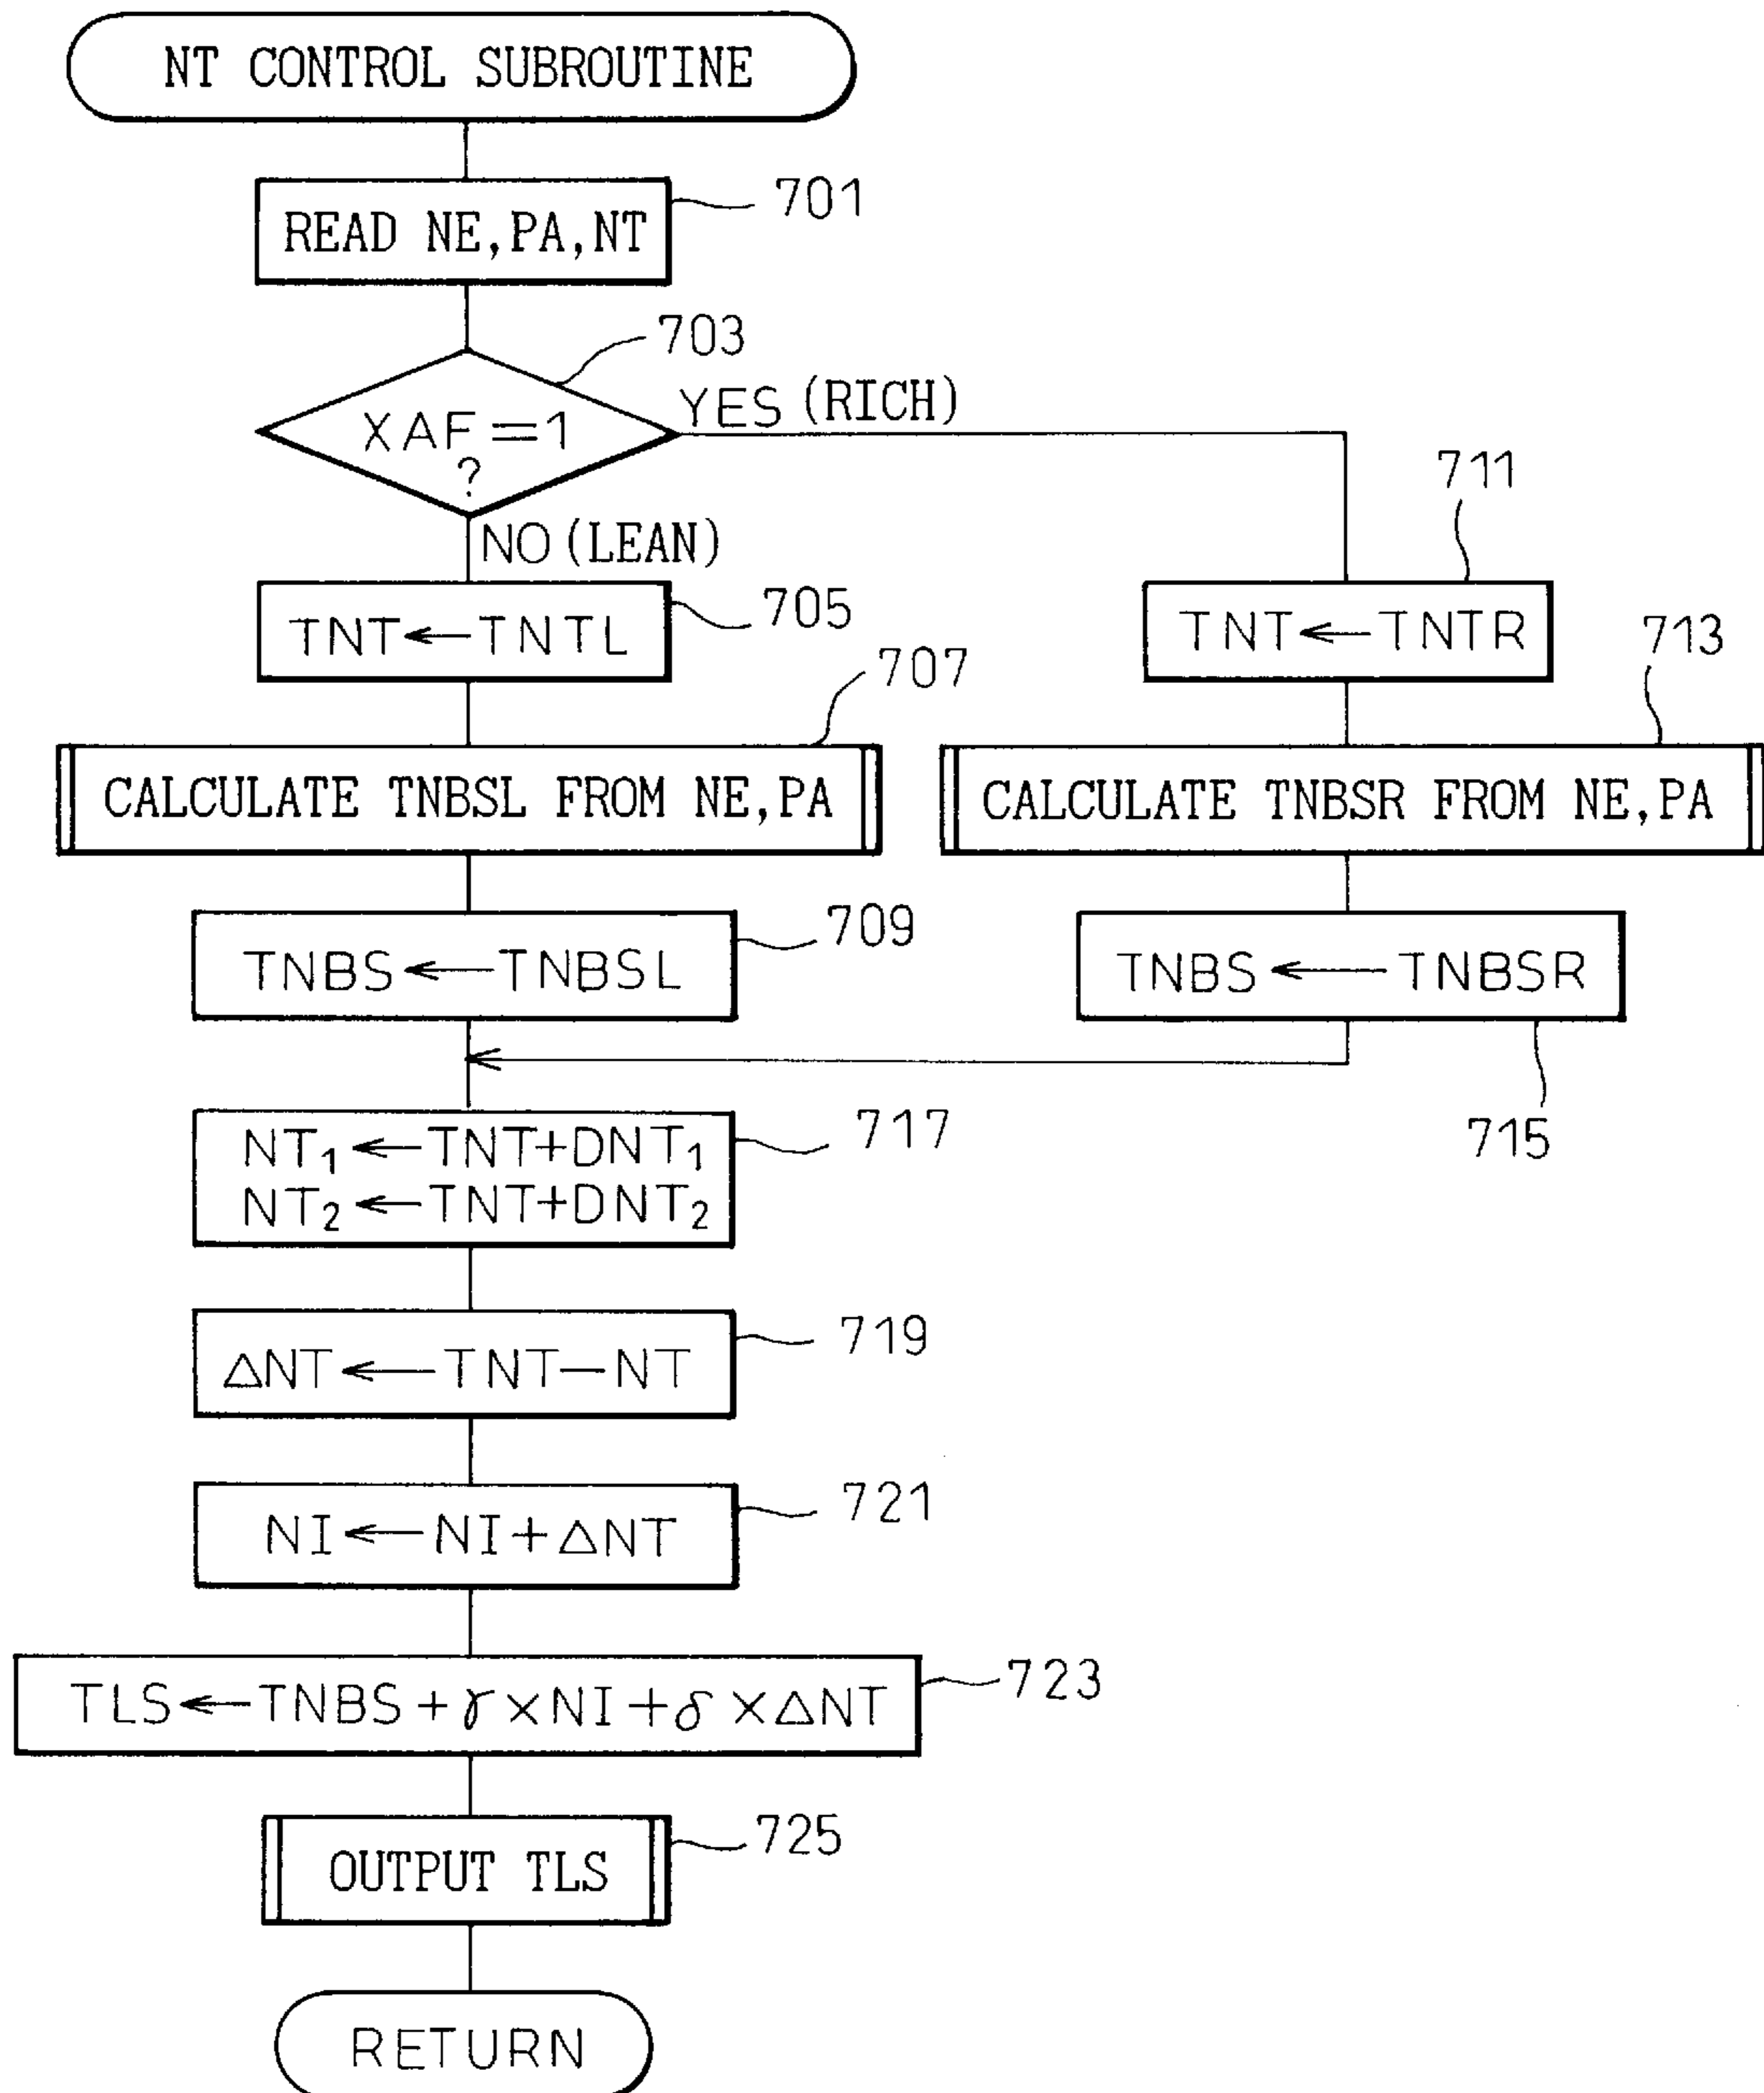 NT CONTROL SUBROUTINE
READ NE,PA,NT
701
703
XAF=1
?
YES (RICH)
NO (LEAN)
TNT←TNTL
705
711
TNT←TNTR
707
713
CALCULATE TNBSL FROM NE,PA
CALCULATE TNBSR FROM NE,PA
709
TNBS←TNBSL
TNBS←TNBSR
715
717
NT₁←TNT+DNT₁
NT₂←TNT+DNT₂
719
△NT←TNT−NT
721
NI←NI+△NT
723
TLS←TNBS+γ×NI+δ×△NT
725
OUTPUT TLS
RETURN